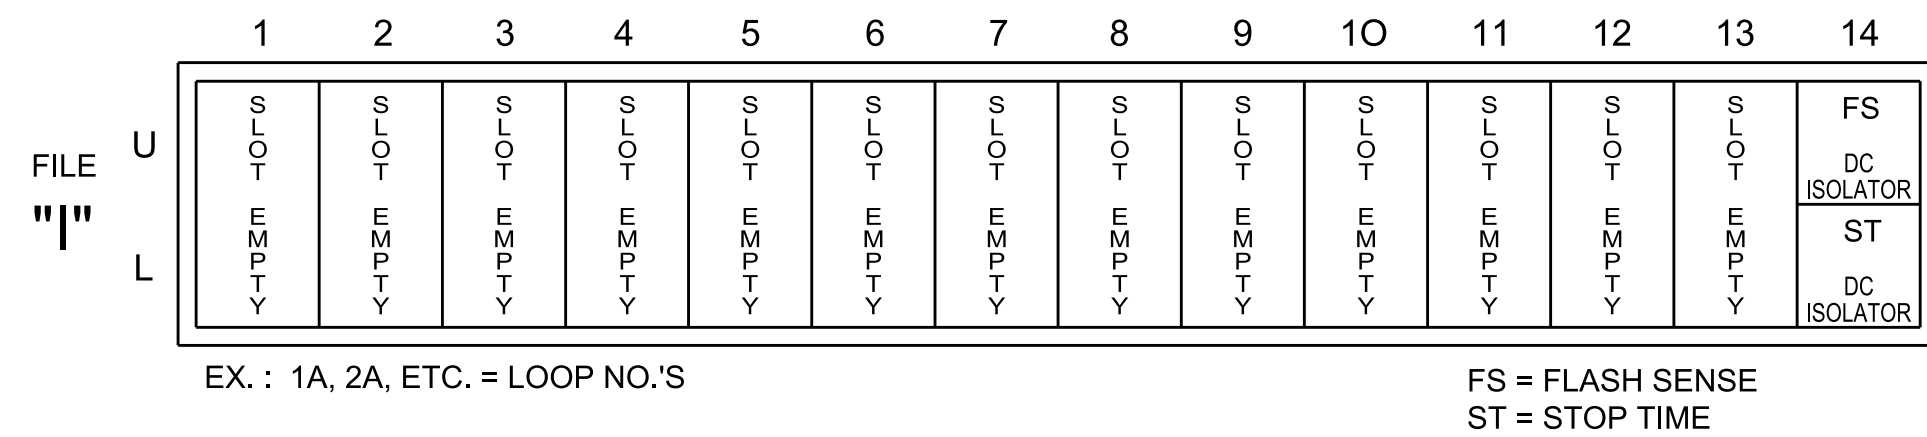 1 2 3 4 5 6 7 8 9 1O 11 12 13 14
FILE
"I"
U
L
SLOT EMPTY
SLOT EMPTY
SLOT EMPTY
SLOT EMPTY
SLOT EMPTY
SLOT EMPTY
SLOT EMPTY
SLOT EMPTY
SLOT EMPTY
SLOT EMPTY
SLOT EMPTY
SLOT EMPTY
SLOT EMPTY
FS
DC
ISOLATOR
ST
DC
ISOLATOR
EX. : 1A, 2A, ETC. = LOOP NO.'S
FS = FLASH SENSE
ST = STOP TIME